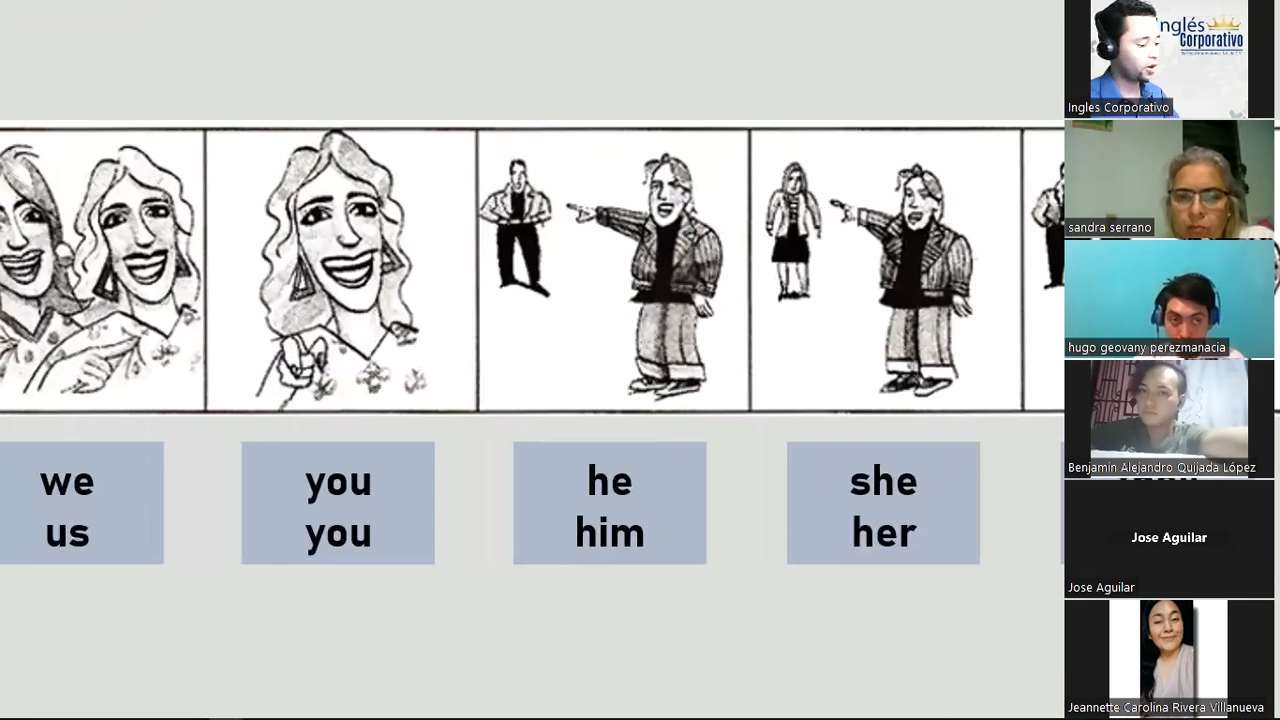 we
us
you
you
he
him
she
her
Inglés
Corporativo
Ingles Corporativo
sandra serrano
hugo geovany perezmanacia
Benjamin Alejandro Quijada López
Jose Aguilar
Jose Aguilar
Jeannette Carolina Rivera Villanueva